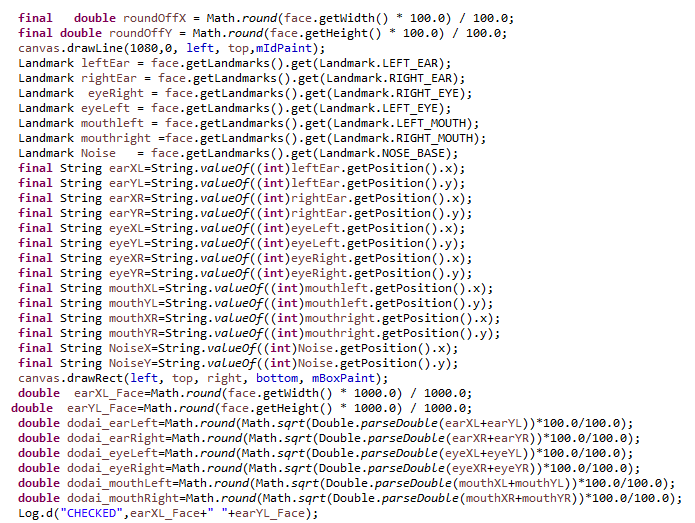 final   double roundOffX = Math.round(face.getWidth() * 100.0) / 100.0;
final double roundOffY = Math.round(face.getHeight() * 100.0) / 100.0;
canvas.drawLine(1080,0, left, top,mIdPaint);
Landmark leftEar = face.getLandmarks().get(Landmark.LEFT_EAR);
Landmark rightEar = face.getLandmarks().get(Landmark.RIGHT_EAR);
Landmark  eyeRight = face.getLandmarks().get(Landmark.RIGHT_EYE);
Landmark eyeLeft = face.getLandmarks().get(Landmark.LEFT_EYE);
Landmark mouthleft = face.getLandmarks().get(Landmark.LEFT_MOUTH);
Landmark mouthright =face.getLandmarks().get(Landmark.RIGHT_MOUTH);
Landmark Noise   = face.getLandmarks().get(Landmark.NOSE_BASE);
final String earXL=String.valueOf((int)leftEar.getPosition().x);
final String earYL=String.valueOf((int)leftEar.getPosition().y);
final String earXR=String.valueOf((int)rightEar.getPosition().x);
final String earYR=String.valueOf((int)rightEar.getPosition().y);
final String eyeXL=String.valueOf((int)eyeLeft.getPosition().x);
final String eyeYL=String.valueOf((int)eyeLeft.getPosition().y);
final String eyeXR=String.valueOf((int)eyeRight.getPosition().x);
final String eyeYR=String.valueOf((int)eyeRight.getPosition().y);
final String mouthXL=String.valueOf((int)mouthleft.getPosition().x);
final String mouthYL=String.valueOf((int)mouthleft.getPosition().y);
final String mouthXR=String.valueOf((int)mouthright.getPosition().x);
final String mouthYR=String.valueOf((int)mouthright.getPosition().y);
final String NoiseX=String.valueOf((int)Noise.getPosition().x);
final String NoiseY=String.valueOf((int)Noise.getPosition().y);
canvas.drawRect(left, top, right, bottom, mBoxPaint);
double  earXL_Face=Math.round(face.getWidth() * 1000.0) / 1000.0;
double  earYL_Face=Math.round(face.getHeight() * 1000.0) / 1000.0;
double dodai_earLeft=Math.round(Math.sqrt(Double.parseDouble(earXL+earYL))*100.0/100.0);
double dodai_earRight=Math.round(Math.sqrt(Double.parseDouble(earXR+earYR))*100.0/100.0);
double dodai_eyeLeft=Math.round(Math.sqrt(Double.parseDouble(eyeXL+eyeYL))*100.0/100.0);
double dodai_eyeRight=Math.round(Math.sqrt(Double.parseDouble(eyeXR+eyeYR))*100.0/100.0);
double dodai_mouthLeft=Math.round(Math.sqrt(Double.parseDouble(mouthXL+mouthYL))*100.0/100.0);
double dodai_mouthRight=Math.round(Math.sqrt(Double.parseDouble(mouthXR+mouthYR))*100.0/100.0);
Log.d("CHECKED",earXL_Face+" "+earYL_Face);